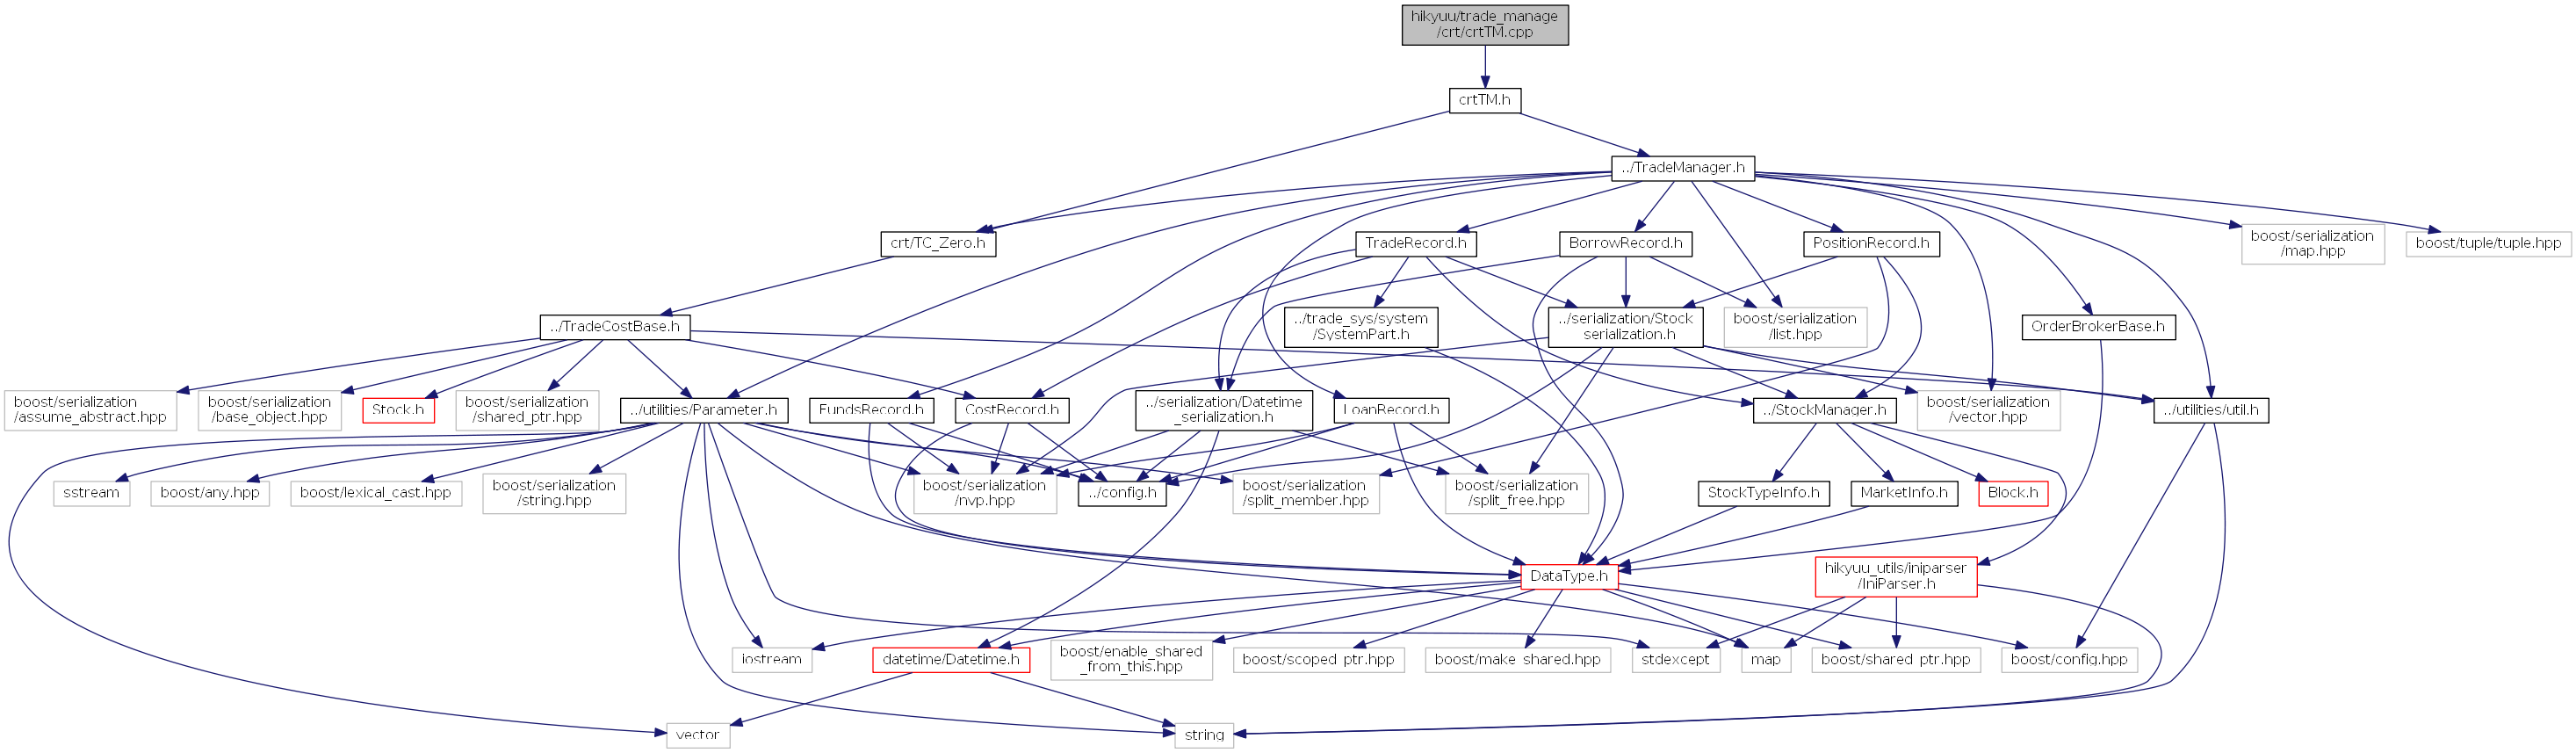 hikyuu/trade_manage
/crt/crtTM.cpp
crtTM.h
../TradeManager.h
crt/TC_Zero.h
TradeRecord.h
BorrowRecord.h
PositionRecord.h
boost/serialization
/map.hpp
boost/tuple/tuple.hpp
../TradeCostBase.h
../trade_sys/system
/SystemPart.h
../serialization/Stock
_serialization.h
boost/serialization
/list.hpp
OrderBrokerBase.h
boost/serialization
/assume_abstract.hpp
boost/serialization
/base_object.hpp
Stock.h
boost/serialization
/shared_ptr.hpp
../utilities/Parameter.h
FundsRecord.h
CostRecord.h
../serialization/Datetime
_serialization.h
LoanRecord.h
../StockManager.h
boost/serialization
/vector.hpp
../utilities/util.h
sstream
boost/any.hpp
boost/lexical_cast.hpp
boost/serialization
/string.hpp
boost/serialization
/nvp.hpp
../config.h
boost/serialization
/split_member.hpp
boost/serialization
/split_free.hpp
StockTypeInfo.h
MarketInfo.h
Block.h
DataType.h
hikyuu_utils/iniparser
/IniParser.h
iostream
datetime/Datetime.h
boost/enable_shared
_from_this.hpp
boost/scoped_ptr.hpp
boost/make_shared.hpp
stdexcept
map
boost/shared_ptr.hpp
boost/config.hpp
vector
string